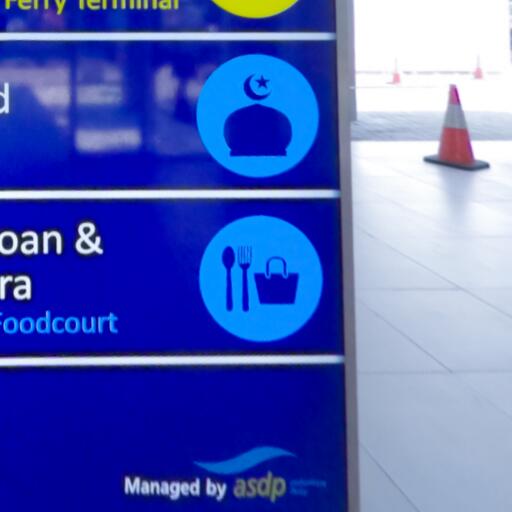 Ferry Terminal
d
oan &
ra
Foodcourt
Managed by asdp